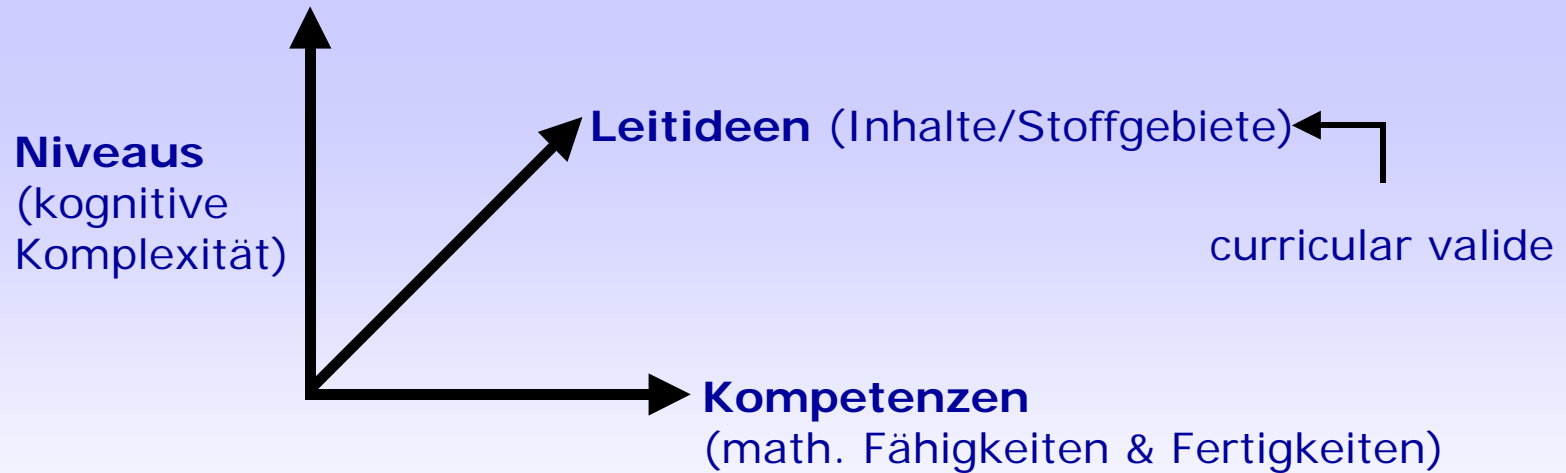 Leitideen (Inhalte/Stoffgebiete)
Niveaus
(kognitive
Komplexität)
curricular valide
Kompetenzen
(math. Fähigkeiten & Fertigkeiten)